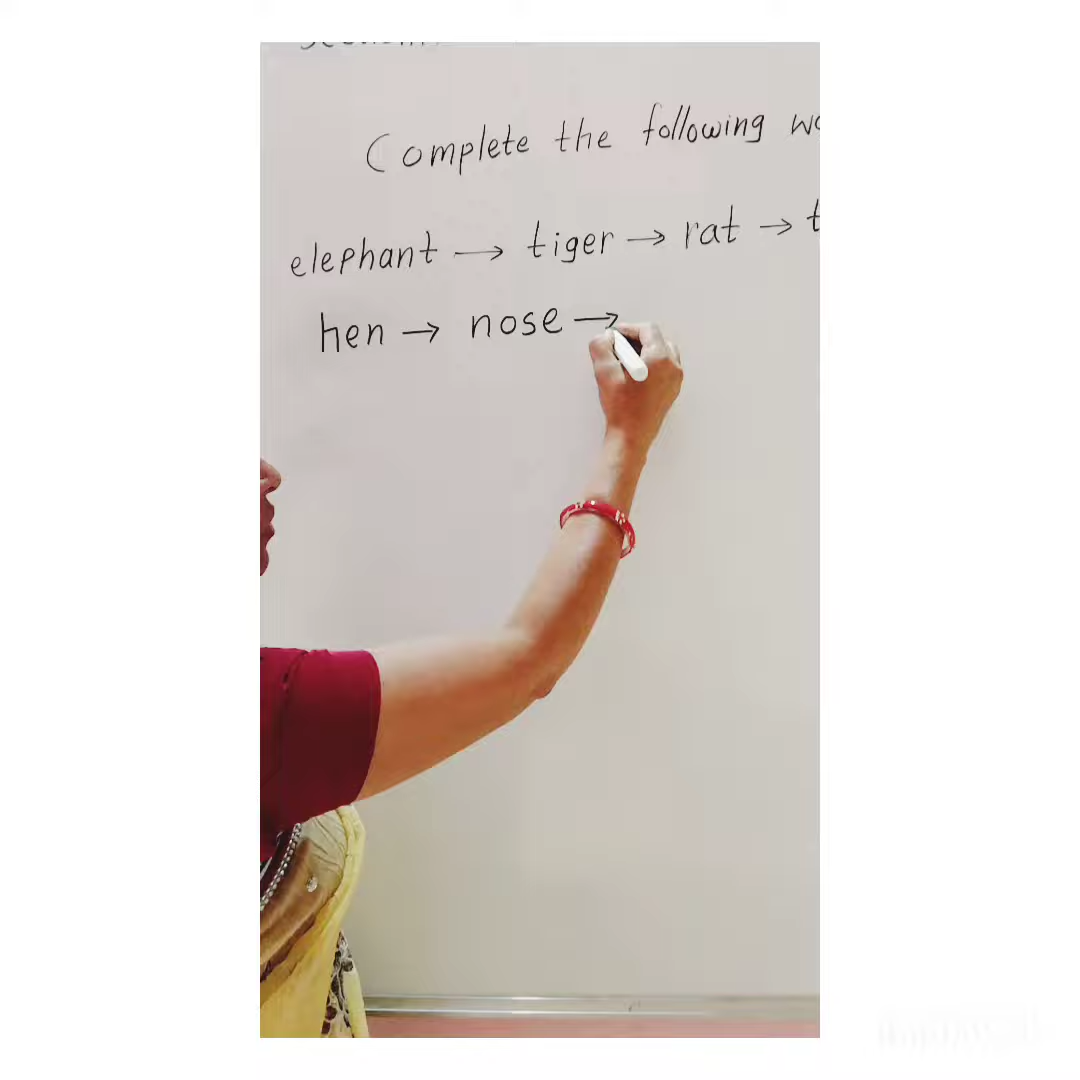 Complete the following
elephant → tiger → rat → t
hen → nose →